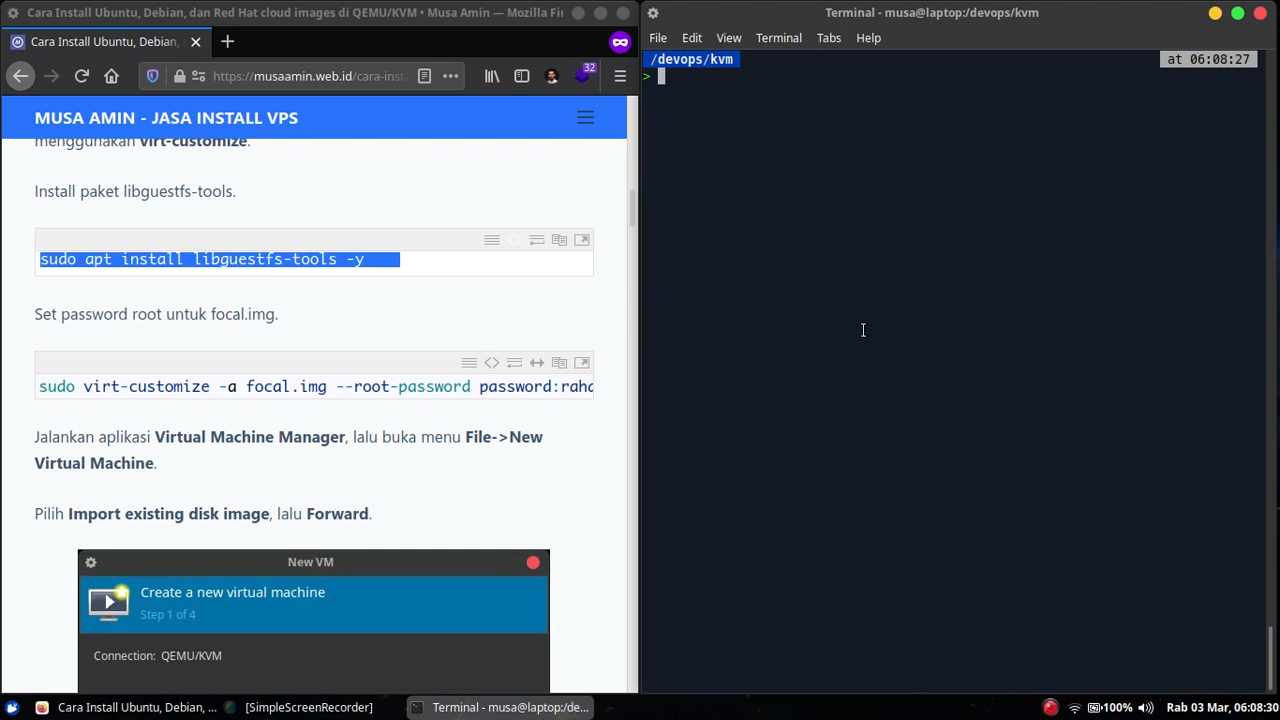 Cara Install Ubuntu, Debian, dan Red Hat cloud images di QEMU/KVM • Musa Amin — Mozilla Fir
Cara Install Ubuntu, Debian,
32
https://musaamin.web.id/cara-inst
MUSA AMIN - JASA INSTALL VPS
menggunakan virt-customize.
Install paket libguestfs-tools.
sudo apt install libguestfs-tools -y
Set password root untuk focal.img.
sudo virt-customize -a focal.img --root-password password:raha
Jalankan aplikasi Virtual Machine Manager, lalu buka menu File->New
Virtual Machine.
Pilih Import existing disk image, lalu Forward.
New VM
Create a new virtual machine
Step 1 of 4
Connection: QEMU/KVM
Terminal - musa@laptop:/devops/kvm
File Edit View Terminal Tabs Help
/devops/kvm at 06:08:27
>
Cara Install Ubuntu, Debian, ... [SimpleScreenRecorder] Terminal - musa@laptop:/de... 100% Rab 03 Mar, 06:08:30